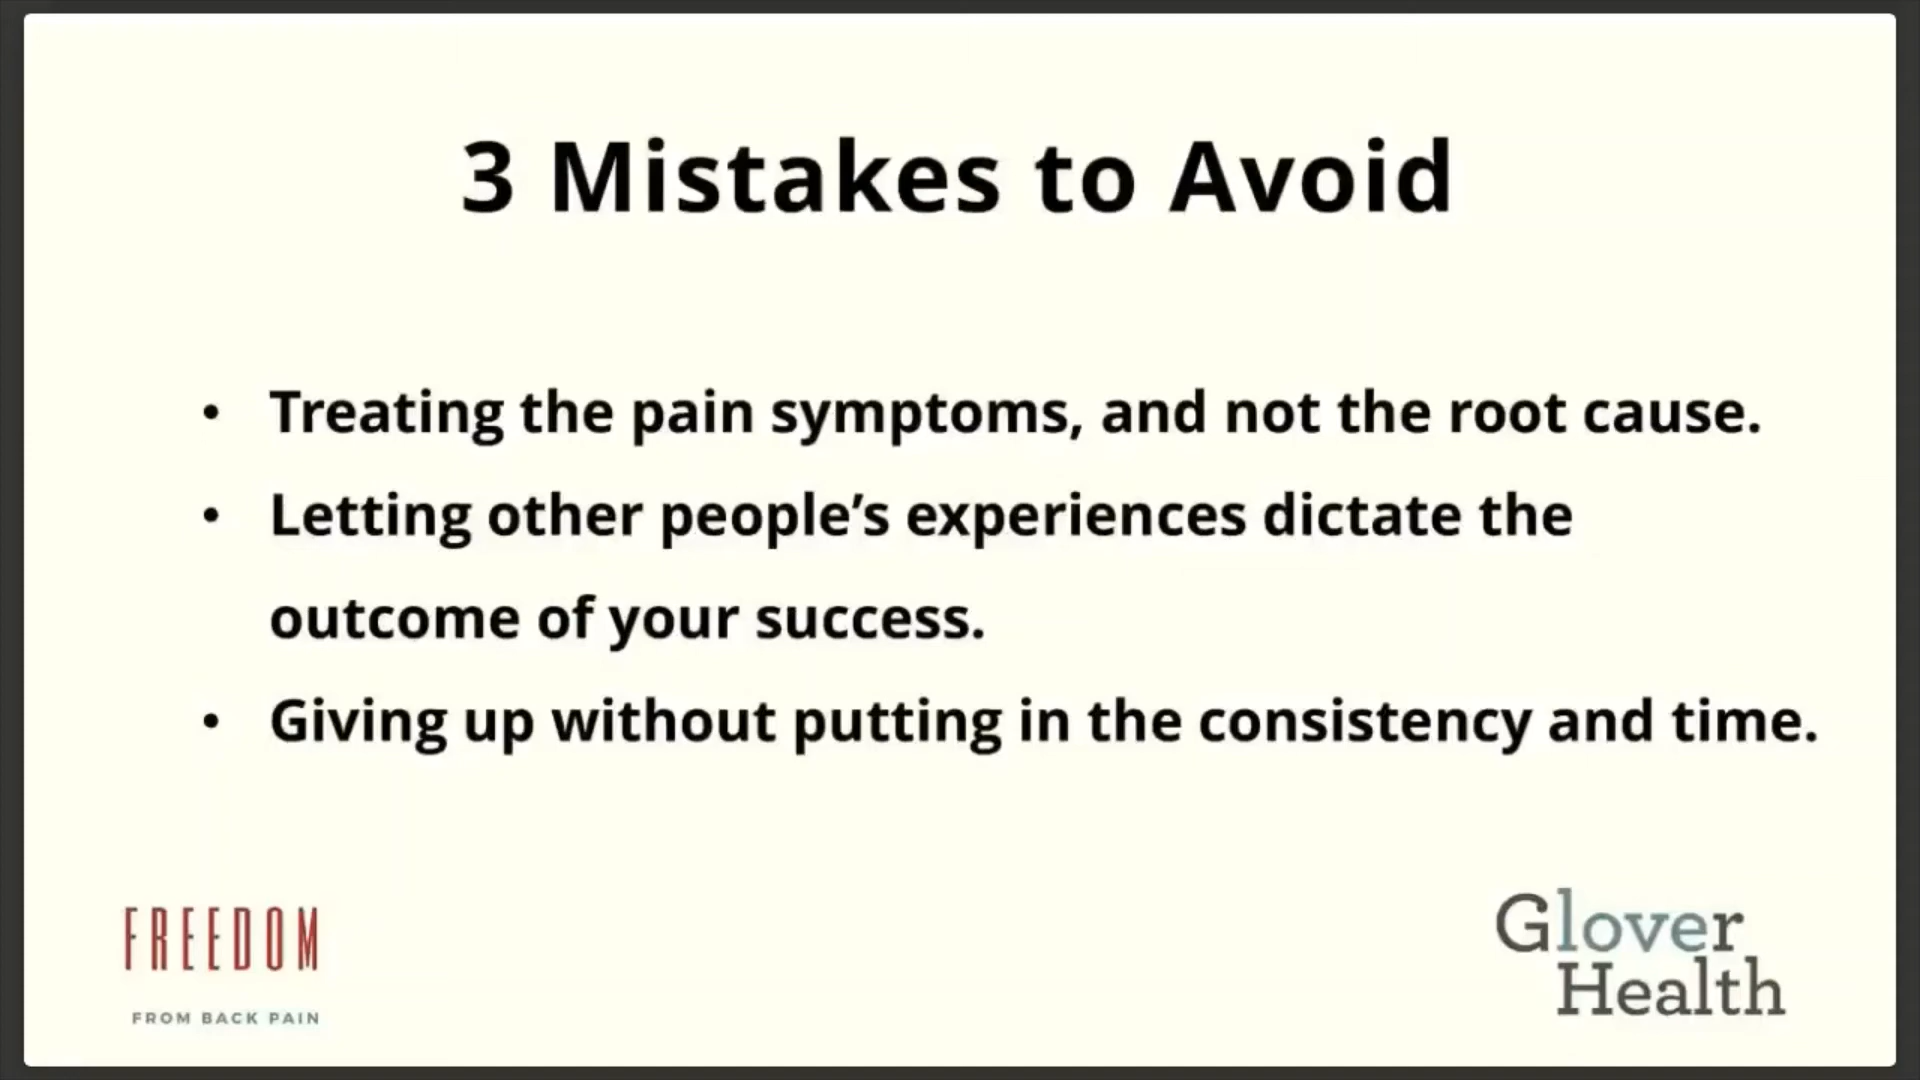 3 Mistakes to Avoid
• Treating the pain symptoms, and not the root cause.
• Letting other people’s experiences dictate the
outcome of your success.
• Giving up without putting in the consistency and time.
FREEDOM
FROM BACK PAIN
Glover
Health